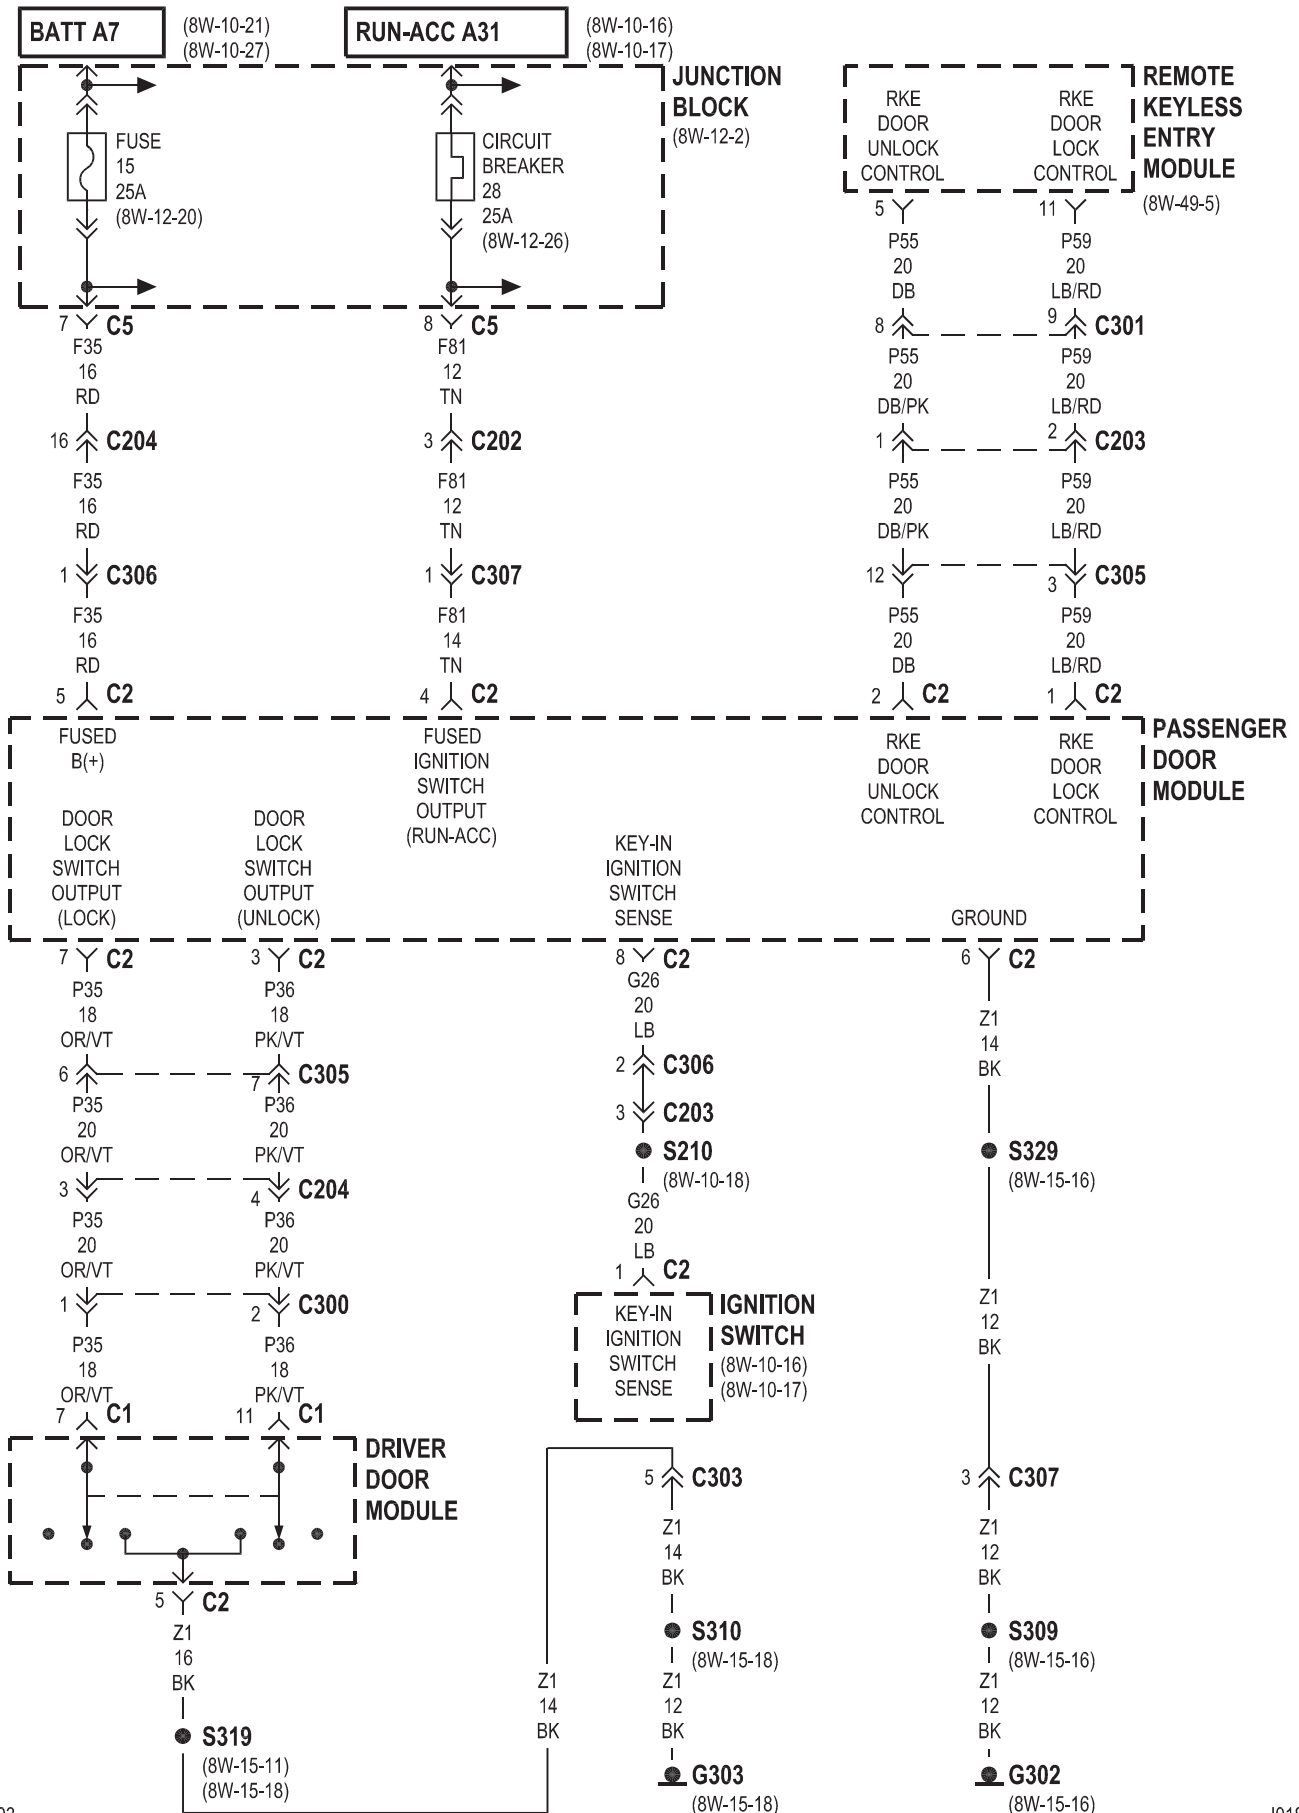 BATT A7
(8W-10-21)
(8W-10-27)
RUN-ACC A31
(8W-10-16)
(8W-10-17)
JUNCTION
BLOCK
(8W-12-2)
FUSE
15
25A
(8W-12-20)
CIRCUIT
BREAKER
28
25A
(8W-12-26)
RKE
DOOR
UNLOCK
CONTROL
RKE
DOOR
LOCK
CONTROL
REMOTE
KEYLESS
ENTRY
MODULE
(8W-49-5)
7 C5
F35
16
RD
16 C204
F35
16
RD
1 C306
F35
16
RD
5 C2
8 C5
F81
12
TN
3 C202
F81
12
TN
1 C307
F81
14
TN
4 C2
5
P55
20
DB
8
P55
20
DB/PK
1
P55
20
DB/PK
12
P55
20
DB
2 C2
11
P59
20
LB/RD
9 C301
P59
20
LB/RD
2 C203
P59
20
LB/RD
3 C305
P59
20
LB/RD
1 C2
PASSENGER
DOOR
MODULE
FUSED
B(+)
FUSED
IGNITION
SWITCH
OUTPUT
(RUN-ACC)
RKE
DOOR
UNLOCK
CONTROL
RKE
DOOR
LOCK
CONTROL
DOOR
LOCK
SWITCH
OUTPUT
(LOCK)
DOOR
LOCK
SWITCH
OUTPUT
(UNLOCK)
KEY-IN
IGNITION
SWITCH
SENSE
GROUND
7 C2
P35
18
OR/VT
6
P35
20
OR/VT
3
P35
20
OR/VT
1
P35
18
OR/VT
7 C1
3 C2
P36
18
PK/VT
7 C305
P36
20
PK/VT
4 C204
P36
20
PK/VT
2 C300
P36
18
PK/VT
11 C1
DRIVER
DOOR
MODULE
5 C2
Z1
16
BK
S319
(8W-15-11)
(8W-15-18)
8 C2
G26
20
LB
2 C306
3 C203
S210
(8W-10-18)
G26
20
LB
1 C2
KEY-IN
IGNITION
SWITCH
SENSE
IGNITION
SWITCH
(8W-10-16)
(8W-10-17)
Z1
14
BK
5 C303
Z1
14
BK
S310
(8W-15-18)
Z1
12
BK
G303
(8W-15-18)
6 C2
Z1
14
BK
S329
(8W-15-16)
Z1
12
BK
3 C307
Z1
12
BK
S309
(8W-15-16)
Z1
12
BK
G302
(8W-15-16)